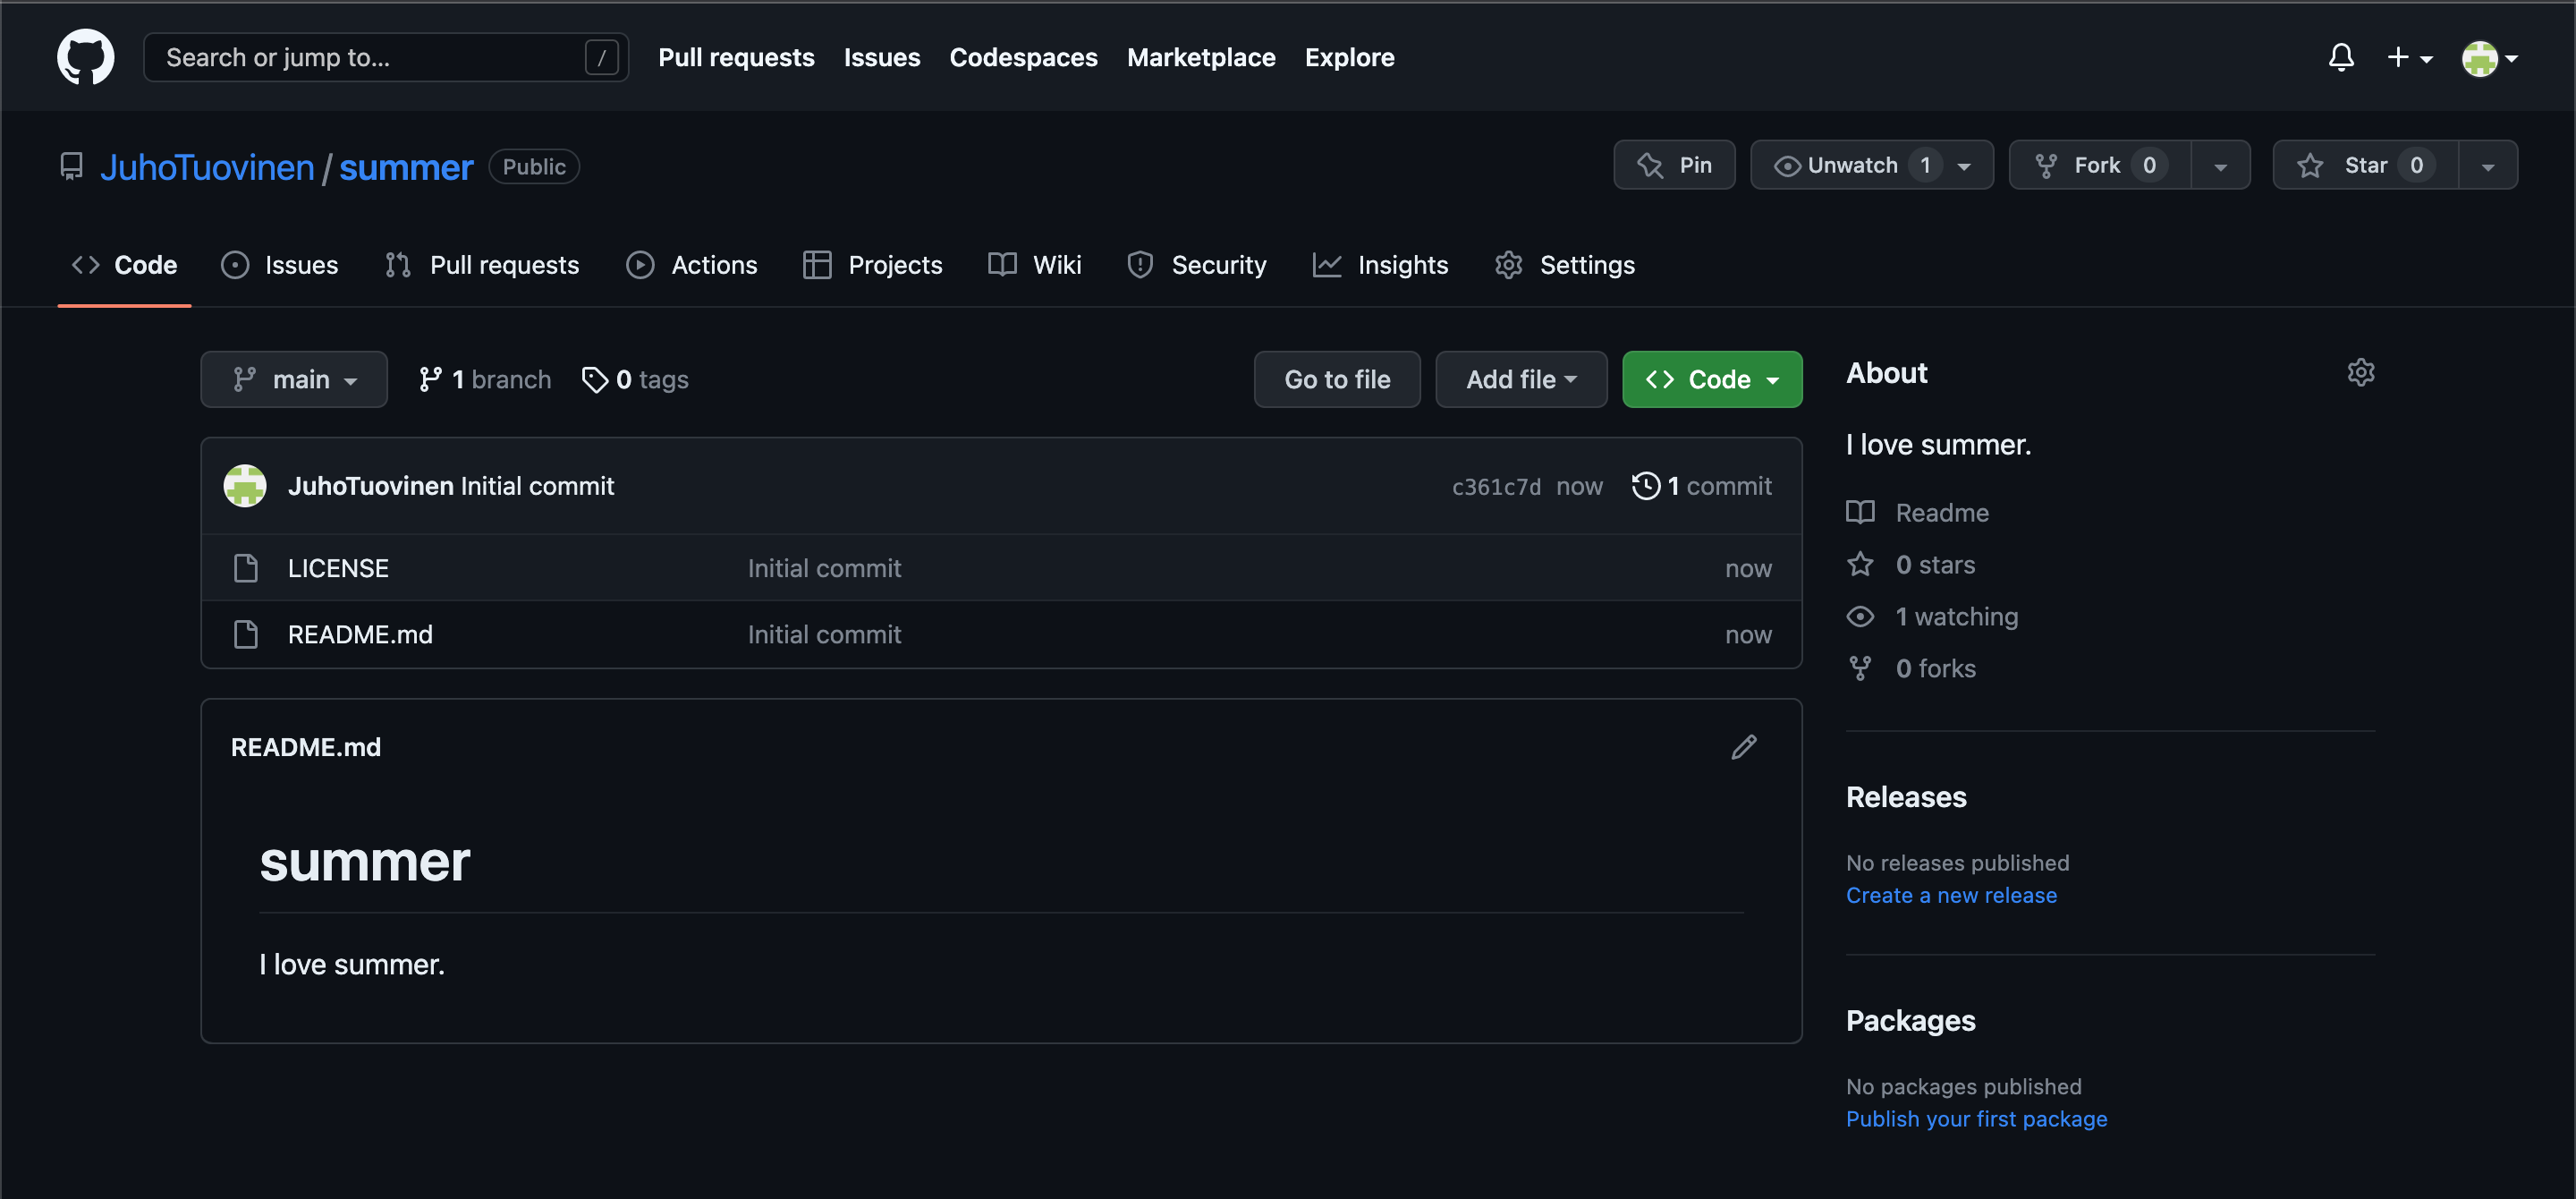 Search or jump to... / Pull requests Issues Codespaces Marketplace Explore
JuhoTuovinen / summer Public Pin Unwatch 1 Fork 0 Star 0
Code Issues Pull requests Actions Projects Wiki Security Insights Settings
main 1 branch 0 tags Go to file Add file Code
JuhoTuovinen Initial commit c361c7d now 1 commit
LICENSE Initial commit now
README.md Initial commit now
README.md
summer
I love summer.
About
I love summer.
Readme
0 stars
1 watching
0 forks
Releases
No releases published
Create a new release
Packages
No packages published
Publish your first package